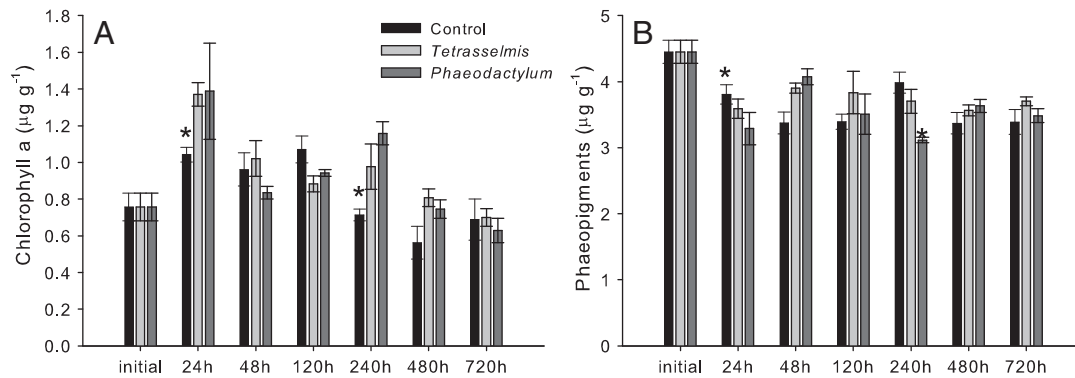 A
Control
Tetrasselmis
Phaeodactylum
Chlorophyll a (µg g⁻¹)
1.8
1.6
1.4
1.2
1.0
0.8
0.6
0.4
0.2
0.0
*
*
initial 24h 48h 120h 240h 480h 720h
B
Phaeopigments (µg g⁻¹)
5
4
3
2
1
0
*
*
initial 24h 48h 120h 240h 480h 720h